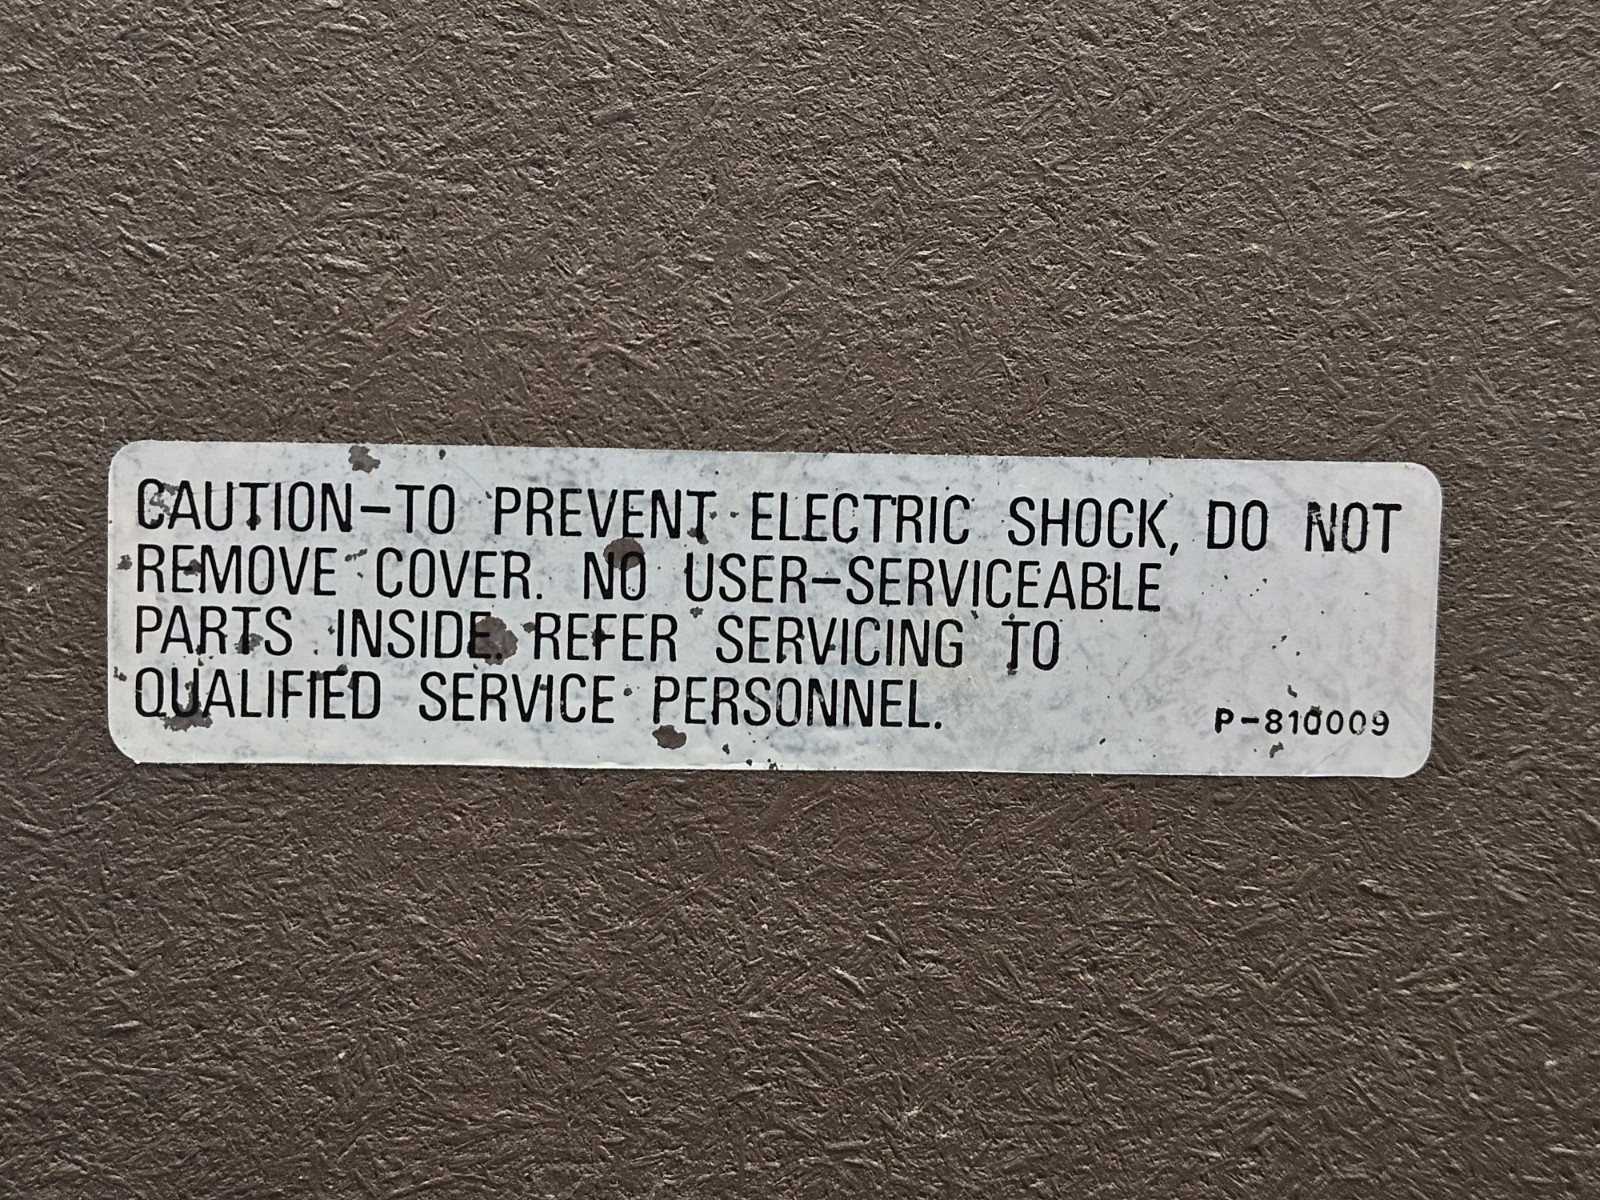 CAUTION-TO PREVENT ELECTRIC SHOCK, DO NOT
REMOVE COVER. NO USER-SERVICEABLE
PARTS INSIDE. REFER SERVICING TO
QUALIFIED SERVICE PERSONNEL.
P-810009